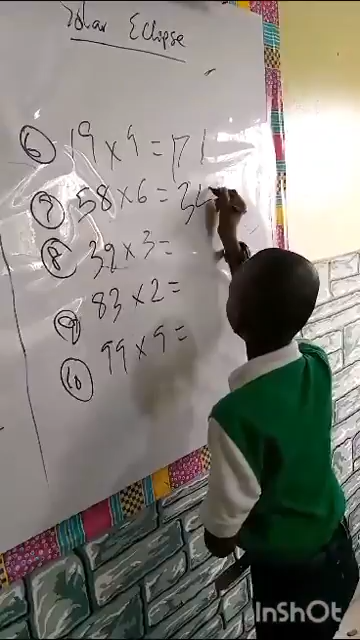 Solar Eclipse
6 19 x 9 = 171
7 58 x 6 = 34
8 32 x 3 =
9 83 x 2 =
10 99 x 9 =
InShOt